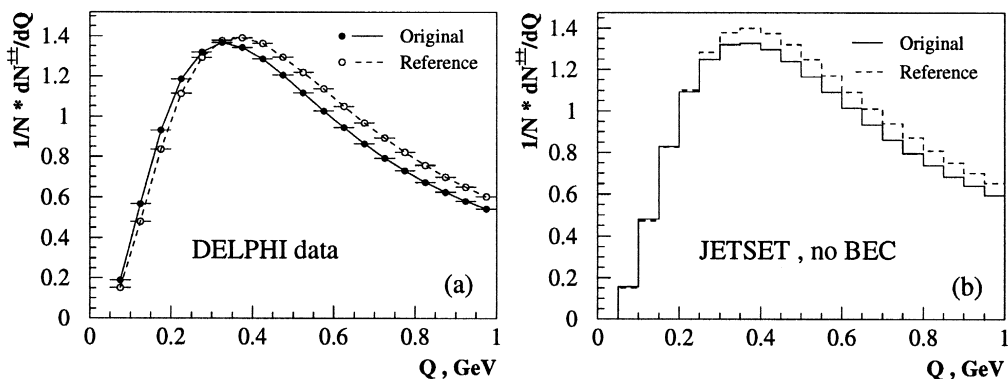 1/N * dN^±±/dQ
1.4
1.2
1
0.8
0.6
0.4
0.2
0
Original
Reference
DELPHI data
(a)
0 0.2 0.4 0.6 0.8 1
Q , GeV
1/N * dN^±±/dQ
1.4
1.2
1
0.8
0.6
0.4
0.2
0
Original
Reference
JETSET , no BEC
(b)
0 0.2 0.4 0.6 0.8 1
Q , GeV